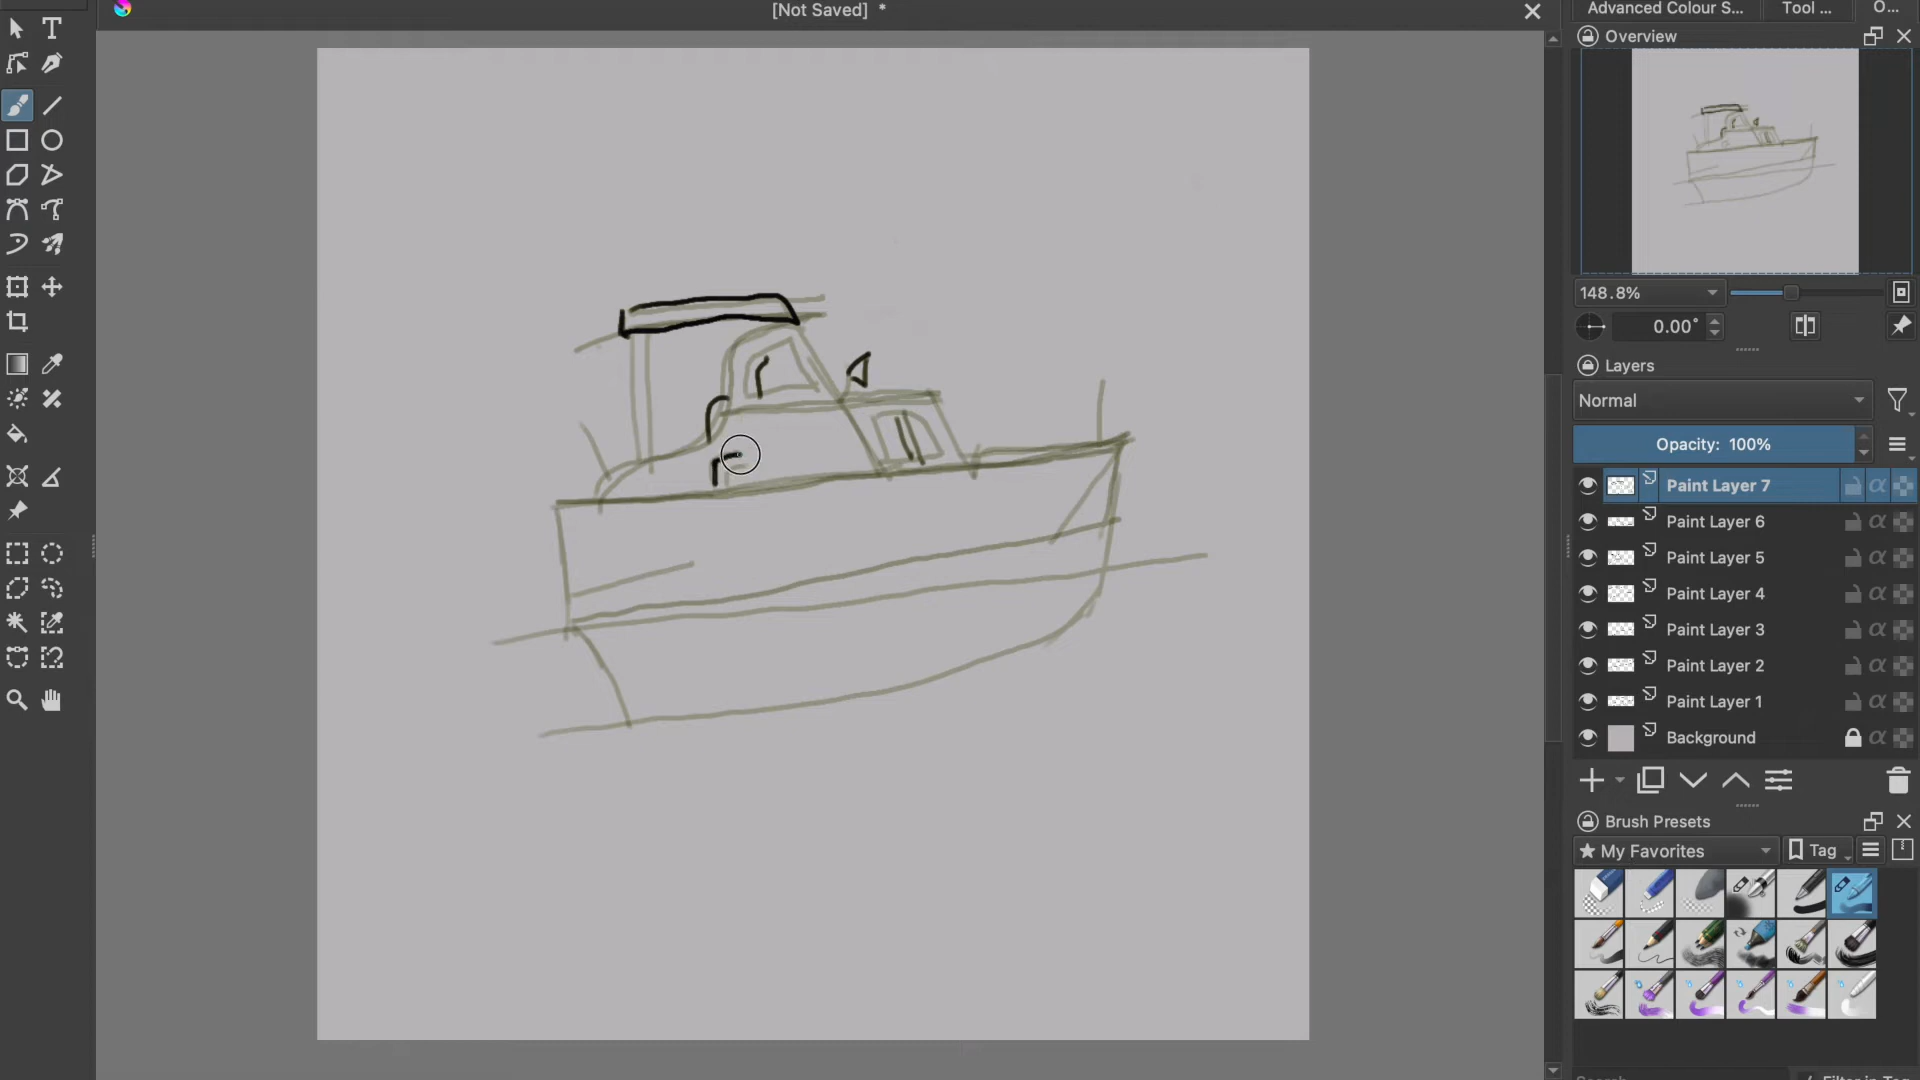 [Not Saved] *
Advanced Colour S...
Tool ...
O...
Overview
148.8%
0.00°
Layers
Normal
Opacity: 100%
Paint Layer 7
Paint Layer 6
Paint Layer 5
Paint Layer 4
Paint Layer 3
Paint Layer 2
Paint Layer 1
Background
Brush Presets
★ My Favorites
Tag